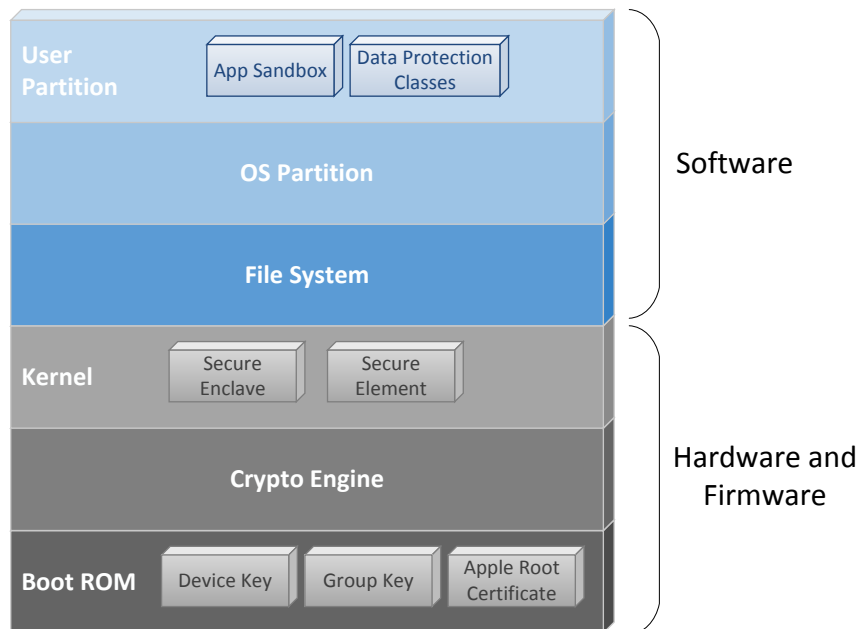 User
Partition
App Sandbox
Data Protection
Classes
OS Partition
File System
Software
Kernel
Secure
Enclave
Secure
Element
Crypto Engine
Hardware and
Firmware
Boot ROM
Device Key
Group Key
Apple Root
Certificate